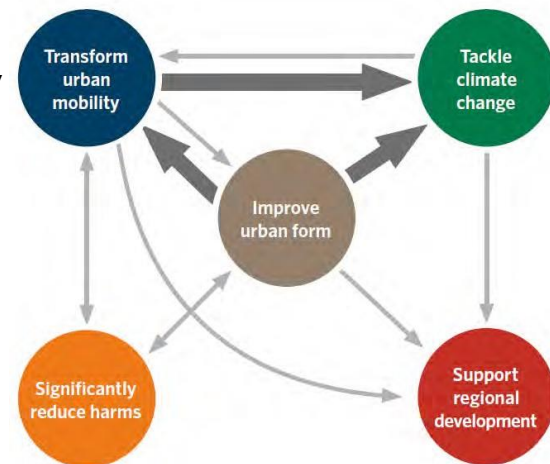 Transform
urban
mobility
Tackle
climate
change
Improve
urban form
Significantly
reduce harms
Support
regional
development